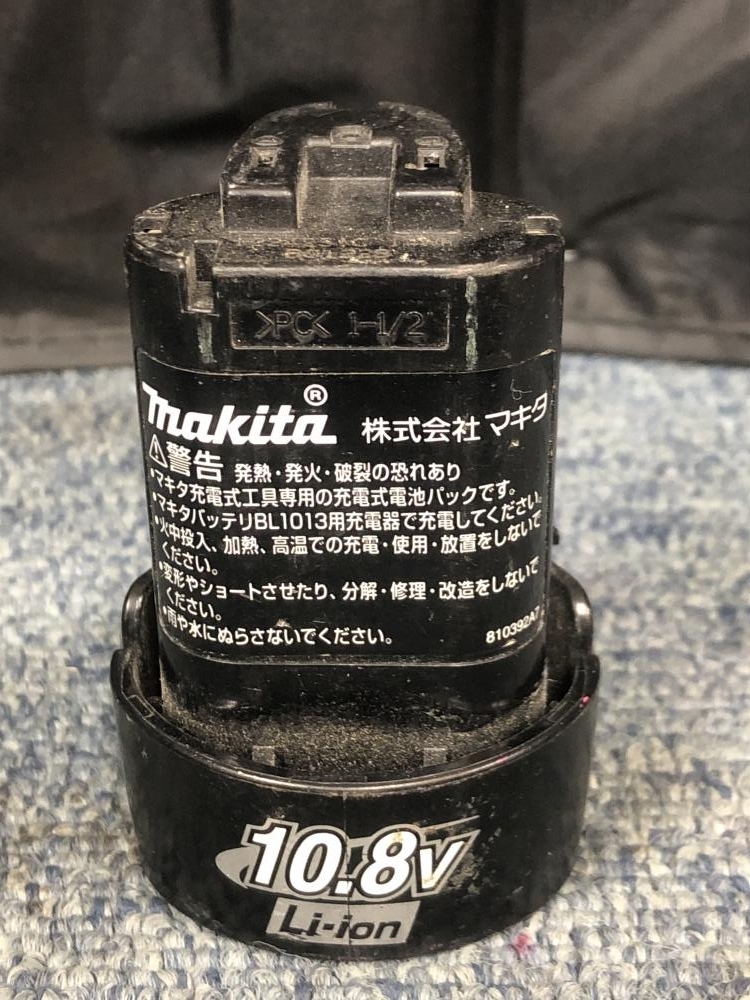 >PC< 1-1/2
makita® 株式会社 マキタ
⚠警告 発熱・発火・破裂の恐れあり
•マキタ充電式工具専用の充電式電池パックです。
•マキタバッテリBL1013用充電器で充電してください。
•火中投入、加熱、高温での充電・使用・放置をしないで
ください。
•変形やショートさせたり、分解・修理・改造をしないで
ください。
•雨や水にぬらさないでください。
810392A7
10.8V
Li-ion